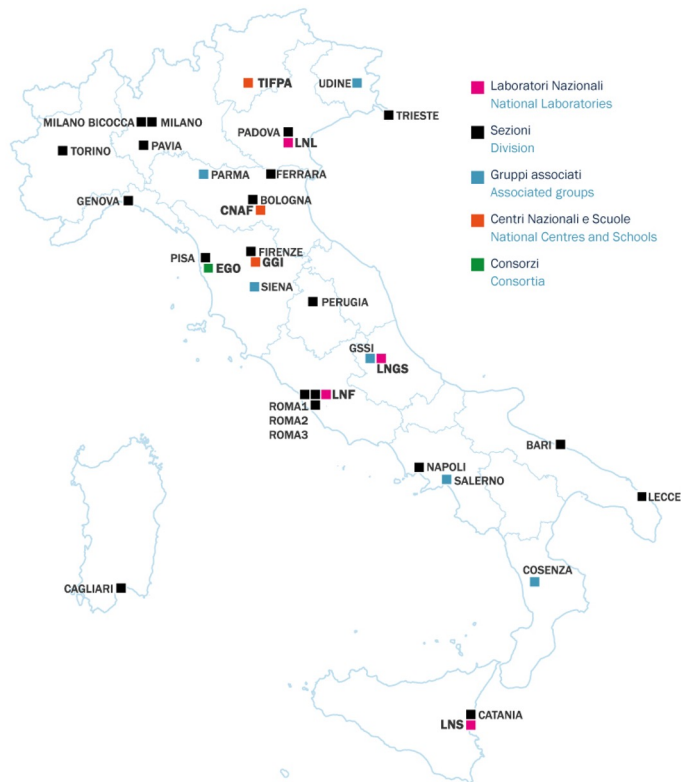 TIFPA
UDINE
Laboratori Nazionali
National Laboratories
MILANO BICOCCA
MILANO
TRIESTE
PADOVA
Sezioni
Division
TORINO
PAVIA
LNL
PARMA
FERRARA
Gruppi associati
Associated groups
GENOVA
BOLOGNA
CNAF
Centri Nazionali e Scuole
National Centres and Schools
PISA
FIRENZE
EGO
GGI
Consorzi
Consortia
SIENA
PERUGIA
GSSI
LNGS
LNF
ROMA1
ROMA2
ROMA3
BARI
NAPOLI
SALERNO
LECCE
COSENZA
CAGLIARI
CATANIA
LNS